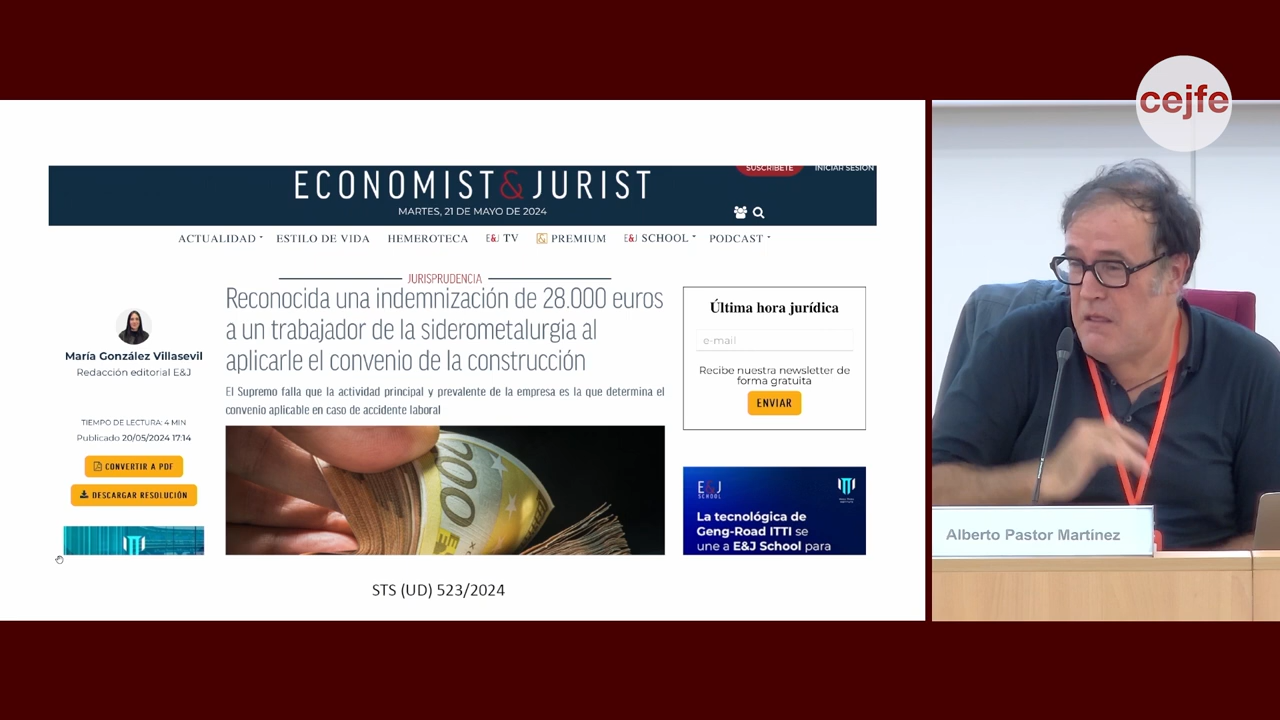 cejfe
SUSCRÍBETE
INICIAR SESIÓN
ECONOMIST&JURIST
MARTES, 21 DE MAYO DE 2024
ACTUALIDAD ESTILO DE VIDA HEMEROTECA E&J TV PREMIUM E&J SCHOOL PODCAST
JURISPRUDENCIA
Reconocida una indemnización de 28.000 euros
a un trabajador de la siderometalurgia al
aplicarle el convenio de la construcción
El Supremo falla que la actividad principal y prevalente de la empresa es la que determina el
convenio aplicable en caso de accidente laboral
María González Villasevil
Redacción editorial E&J
TIEMPO DE LECTURA: 4 MIN
Publicado 20/05/2024 17:14
CONVERTIR A PDF
DESCARGAR RESOLUCIÓN
Última hora jurídica
e-mail
Recibe nuestra newsletter de
forma gratuita
ENVIAR
200
E&J
SCHOOL
La tecnológica de
Geng-Road ITTI se
une a E&J School para
STS (UD) 523/2024
Alberto Pastor Martínez